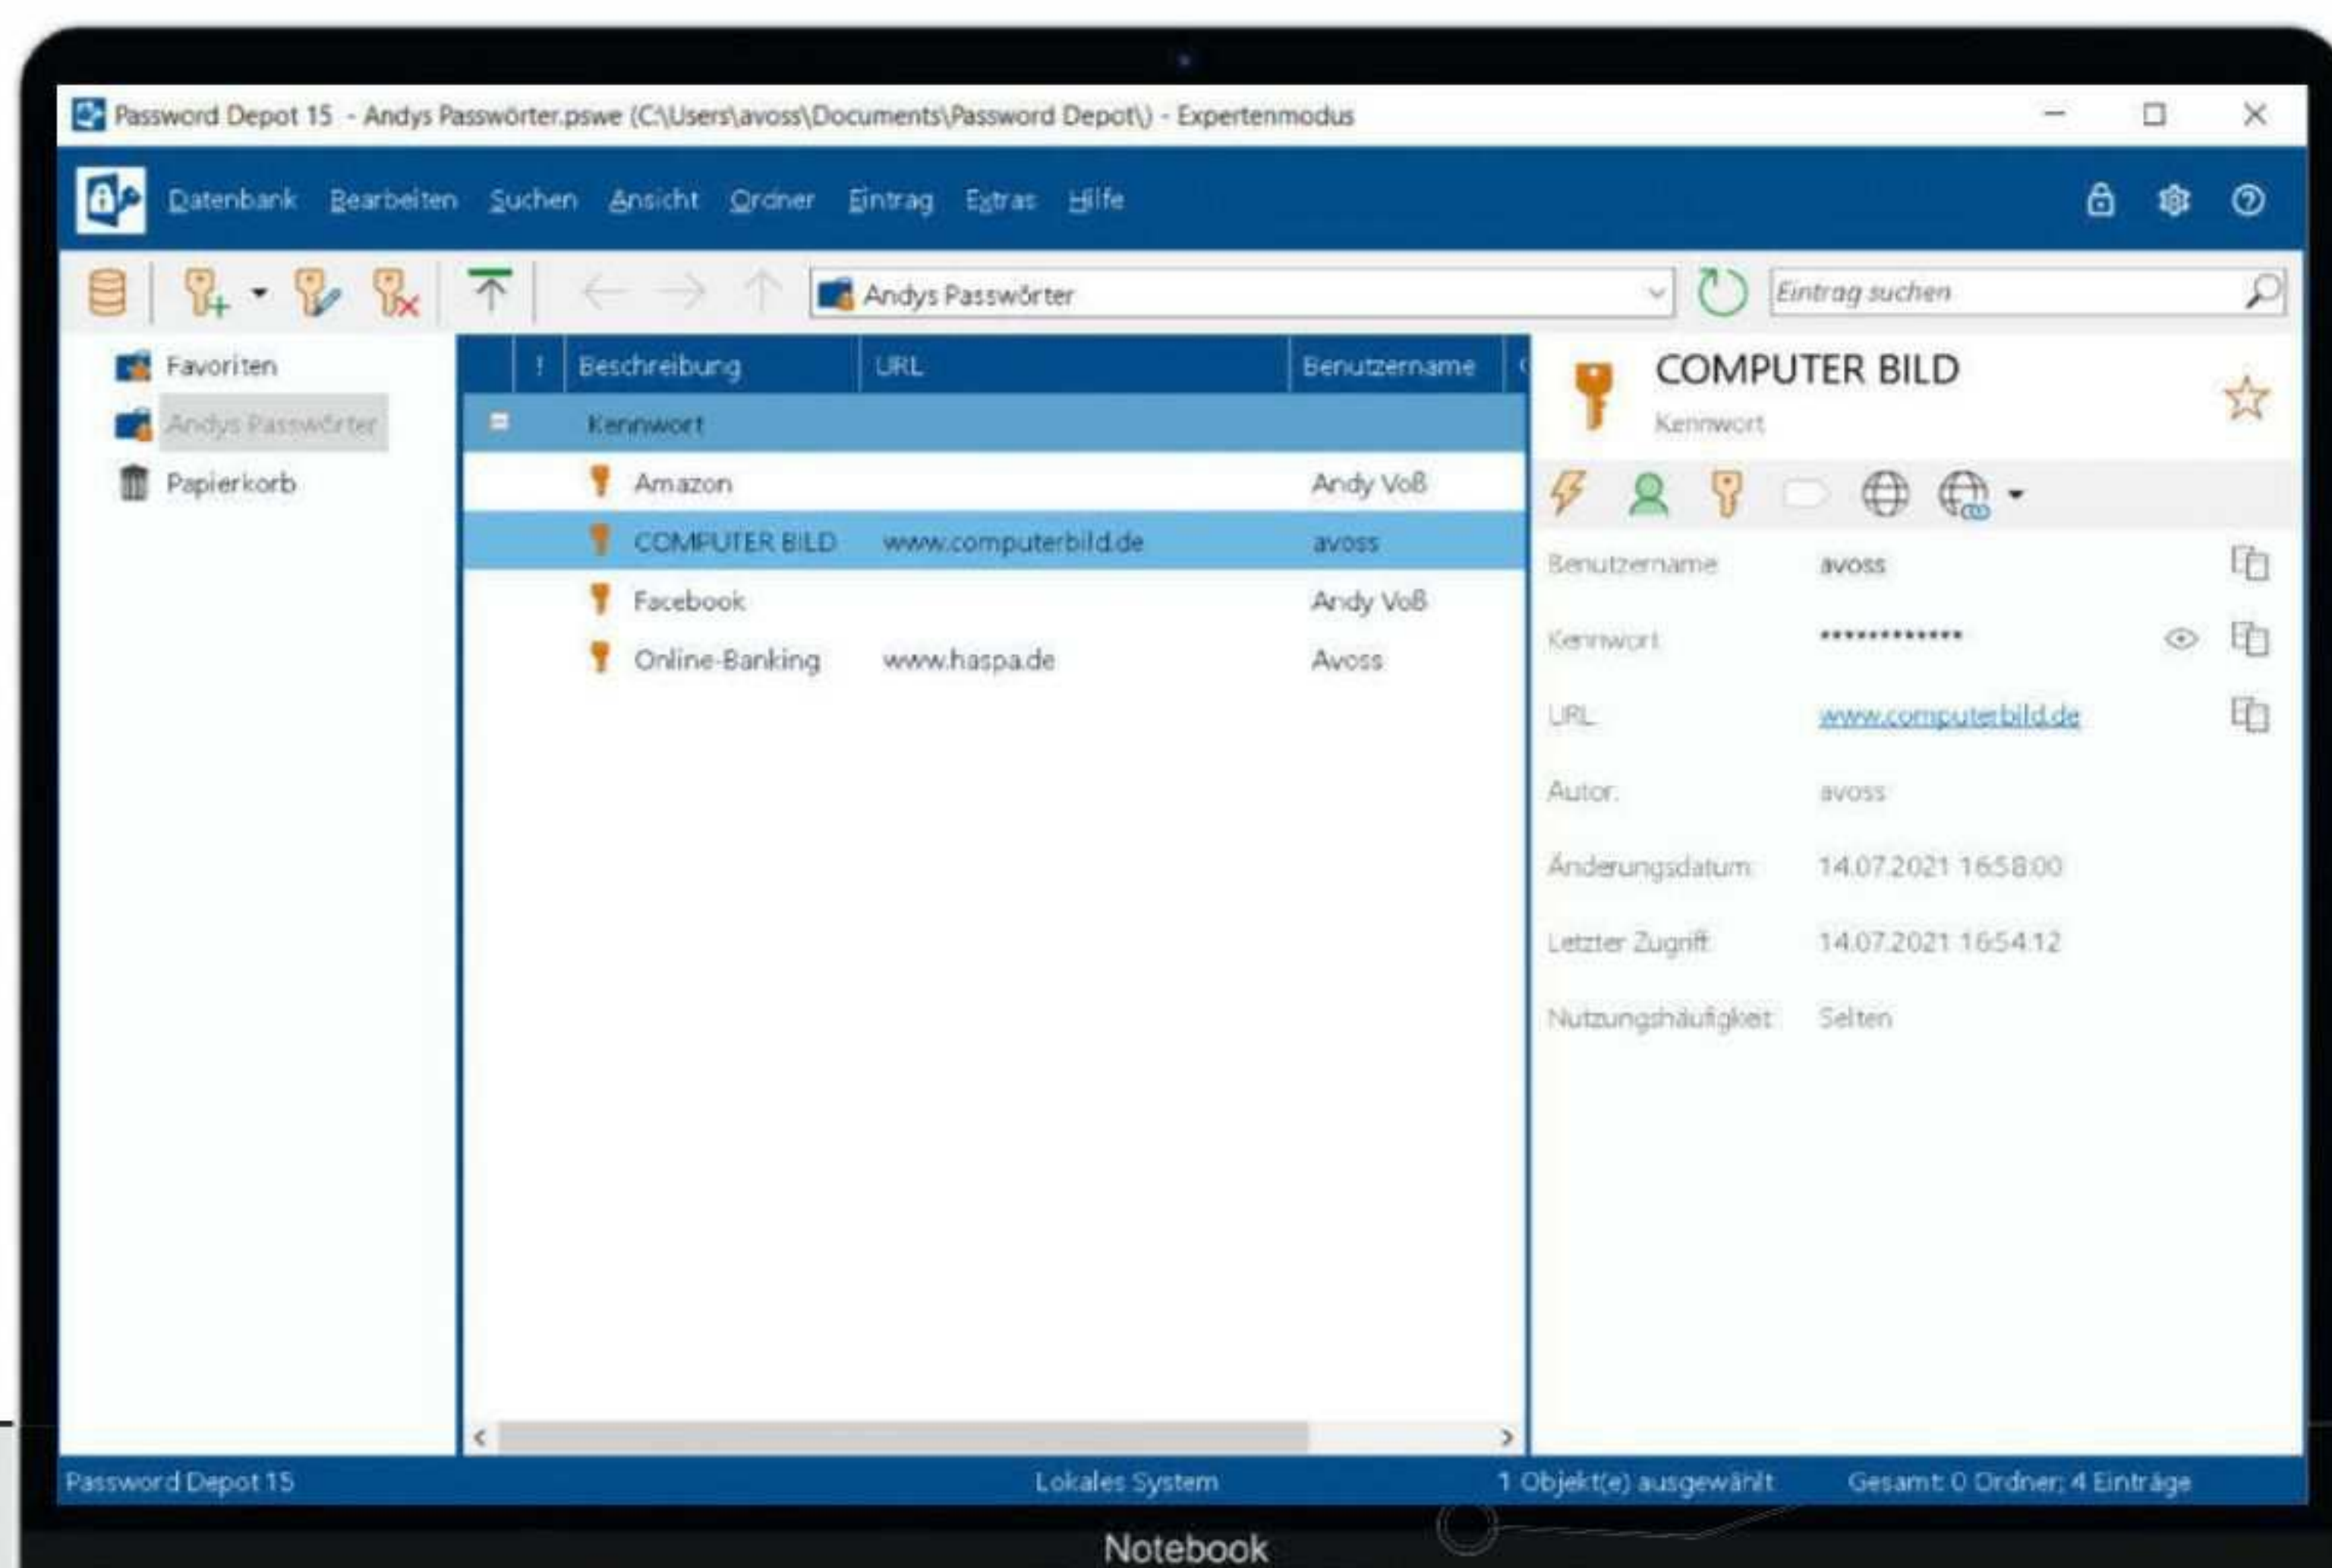 Password Depot 15 - Andys Passwörter.pswe (C:\Users\avoss\Documents\Password Depot\) - Expertenmodus
Datenbank Bearbeiten Suchen Ansicht Ordner Eintrag Extras Hilfe
Andys Passwörter
Eintrag suchen
Favoriten
Andys Passwörter
Papierkorb
! Beschreibung URL Benutzername
Kennwort
Amazon Andy Voß
COMPUTER BILD www.computerbild.de avoss
Facebook Andy Voß
Online-Banking www.haspa.de Avoss
COMPUTER BILD
Kennwort
Benutzername avoss
Kennwort ************
URL: www.computerbild.de
Autor: avoss
Änderungsdatum: 14.07.2021 16:58:00
Letzter Zugriff: 14.07.2021 16:54:12
Nutzungshäufigkeit: Selten
Password Depot 15 Lokales System 1 Objekt(e) ausgewählt Gesamt: 0 Ordner; 4 Einträge
Notebook